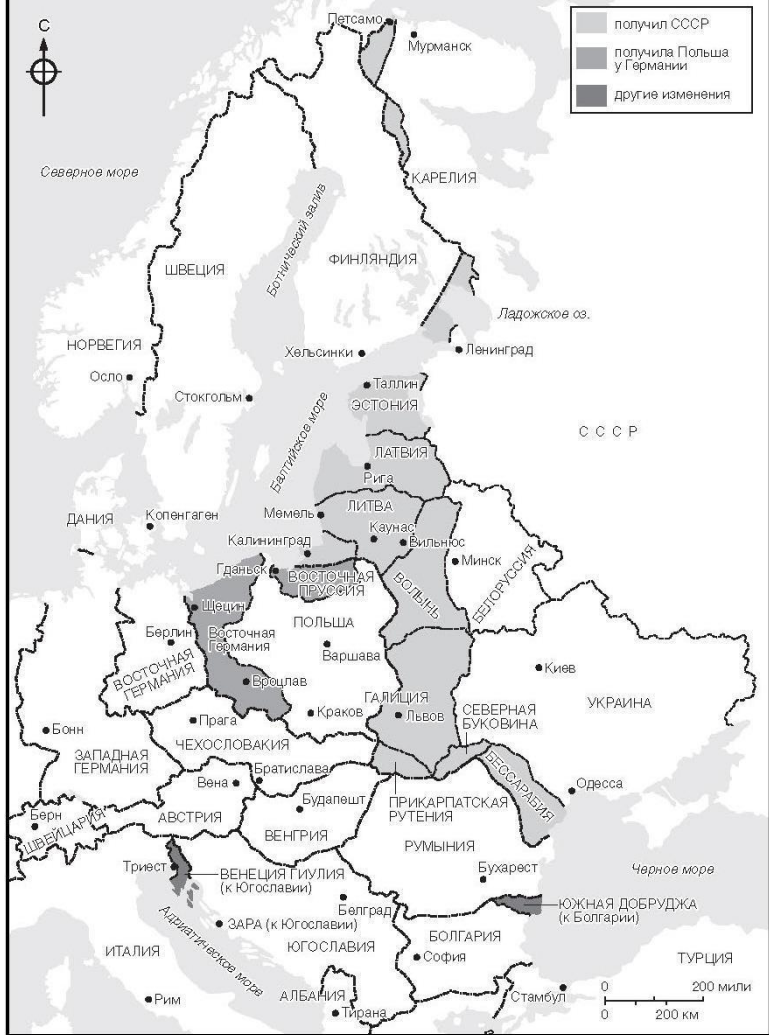 С
получил СССР
получила Польша
у Германии
другие изменения
Петсамо
Мурманск
Северное море
КАРЕЛИЯ
Ботнический залив
ШВЕЦИЯ
ФИНЛЯНДИЯ
Ладожское оз.
НОРВЕГИЯ
Хельсинки
Ленинград
Осло
Таллин
Стокгольм
ЭСТОНИЯ
СССР
Балтийское море
ЛАТВИЯ
Рига
ЛИТВА
Мемель
ДАНИЯ
Копенгаген
Каунас
Калининград
Вильнюс
Минск
Гданьск
ВОСТОЧНАЯ
ПРУССИЯ
ВОЛЫНЬ
БЕЛОРУССИЯ
Щецин
ПОЛЬША
Берлин
Восточная
Германия
Варшава
ВОСТОЧНАЯ
ГЕРМАНИЯ
Киев
Вроцлав
ГАЛИЦИЯ
УКРАИНА
Прага
Краков
Львов
СЕВЕРНАЯ
БУКОВИНА
Бонн
ЧЕХОСЛОВАКИЯ
ЗАПАДНАЯ
ГЕРМАНИЯ
Братислава
БЕССАРАБИЯ
Вена
Одесса
Будапешт
ПРИКАРПАТСКАЯ
РУТЕНИЯ
Берн
ШВЕЙЦАРИЯ
АВСТРИЯ
ВЕНГРИЯ
РУМЫНИЯ
Триест
ВЕНЕЦИЯ ГИУЛИЯ
(к Югославии)
Бухарест
Черное море
Белград
ЮЖНАЯ ДОБРУДЖА
(к Болгарии)
Адриатическое море
ЗАРА (к Югославии)
ЮГОСЛАВИЯ
БОЛГАРИЯ
ИТАЛИЯ
София
ТУРЦИЯ
Рим
АЛБАНИЯ
Тирана
Стамбул
0 200 мили
0 200 км